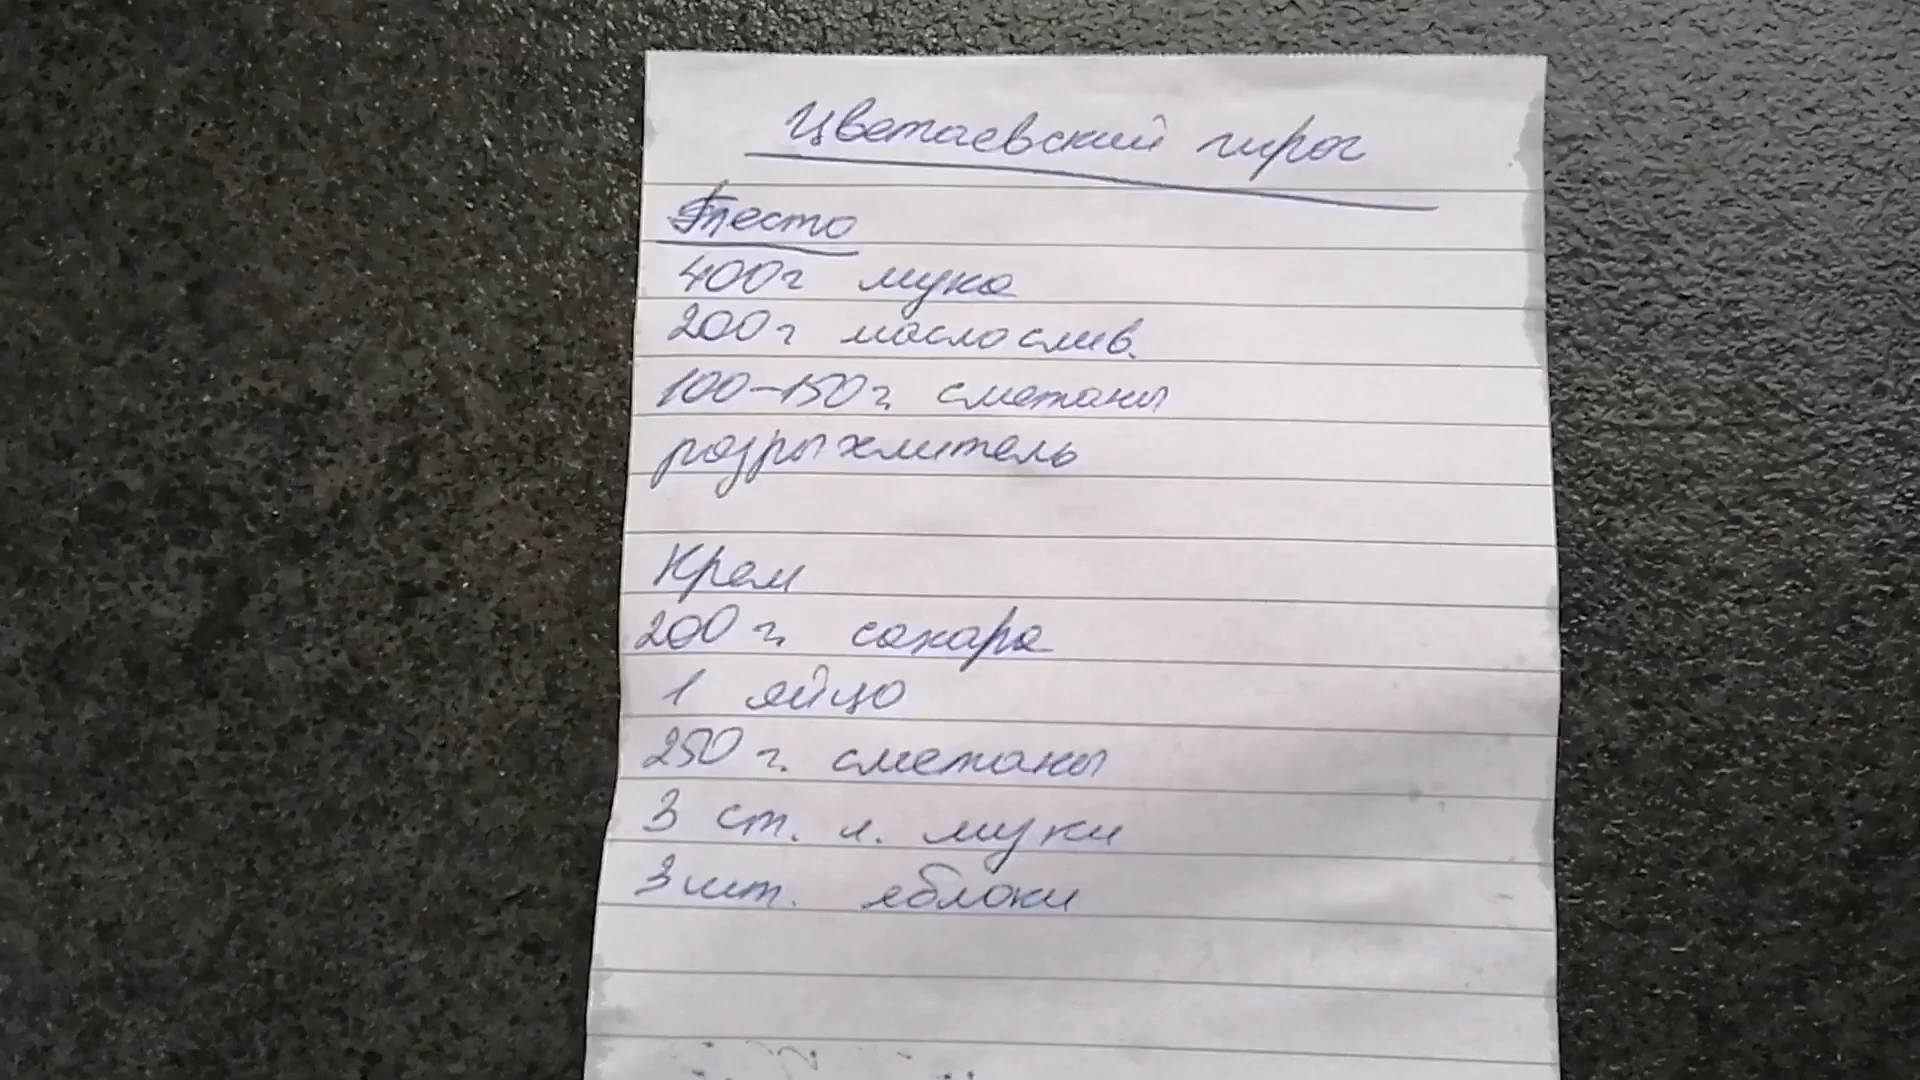 Цветаевский пирог
тесто
400г мука
200г масло слив.
100-150г сметаны
разрыхлитель
Крем
200 г. сахара
1 яйцо
250 г. сметаны
3 ст. л. муки
3 шт. яблоки